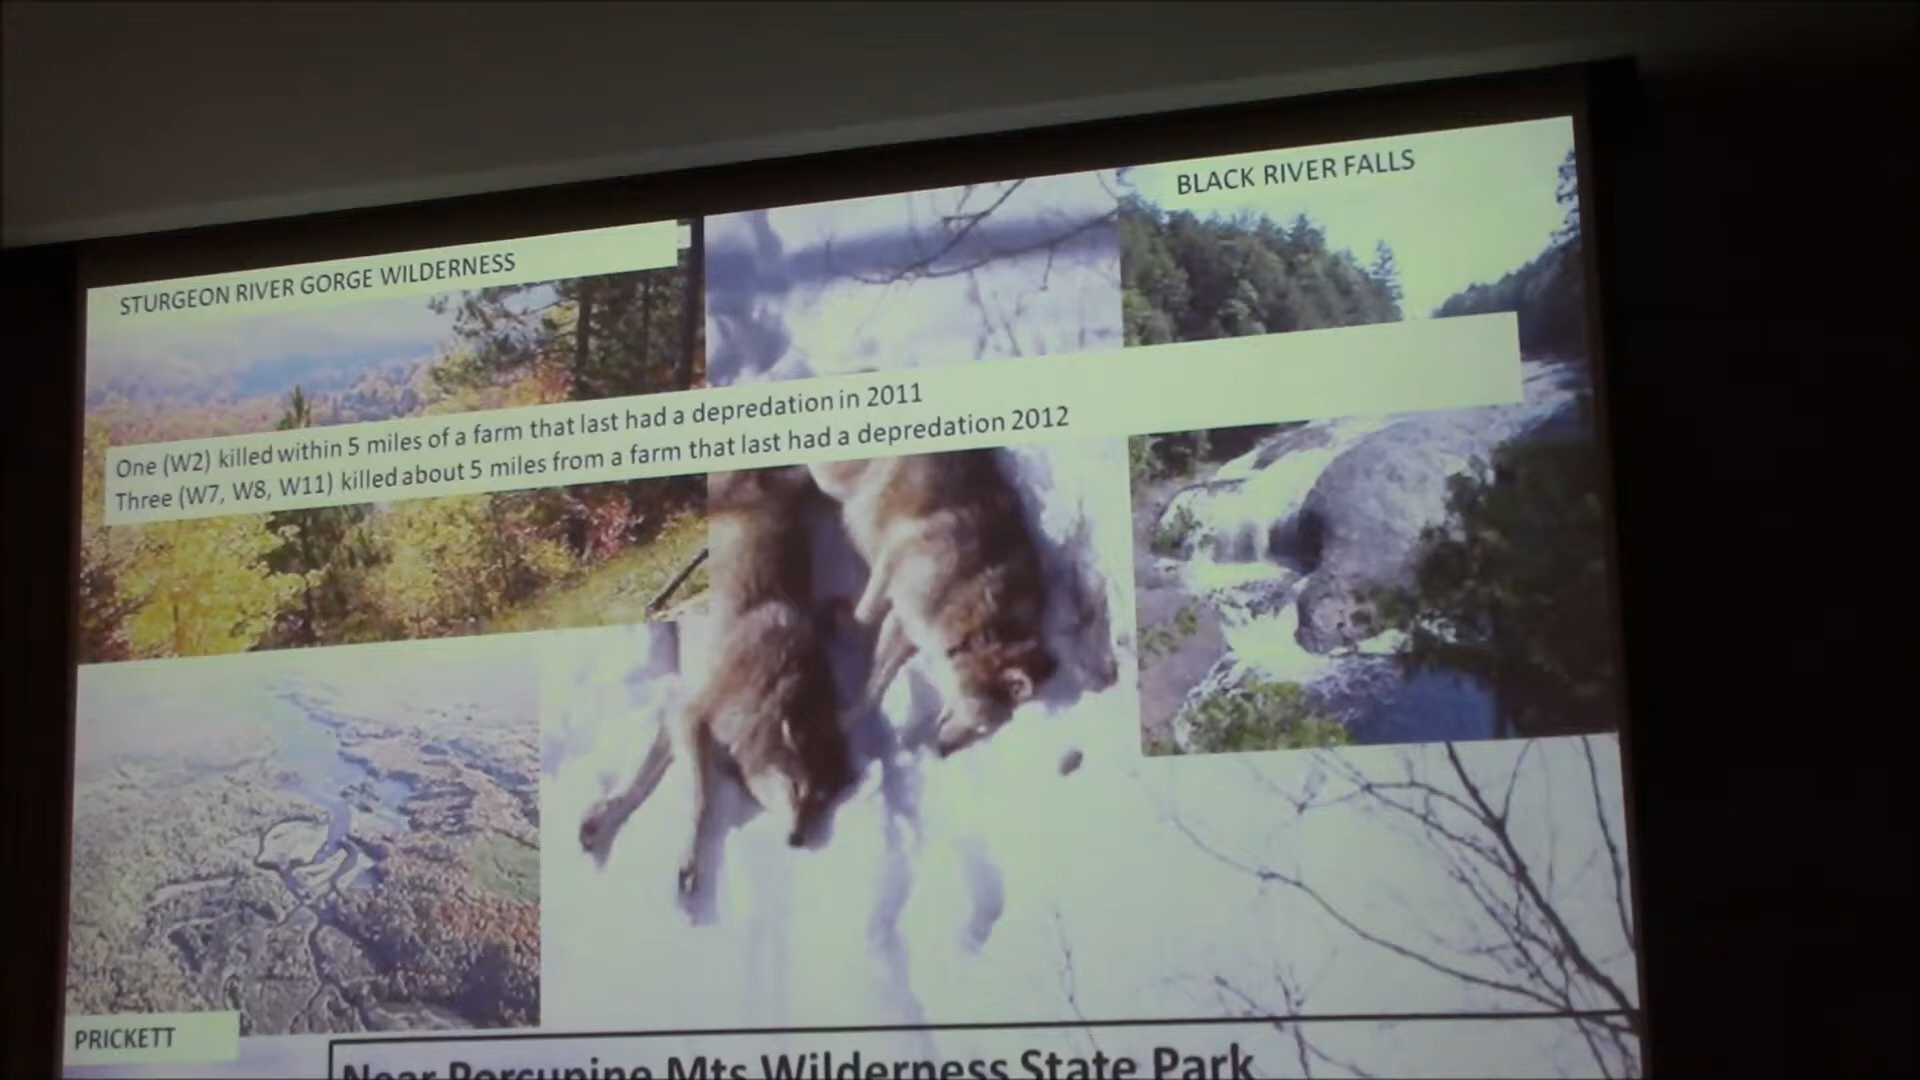 STURGEON RIVER GORGE WILDERNESS
BLACK RIVER FALLS
One (W2) killed within 5 miles of a farm that last had a depredation in 2011
Three (W7, W8, W11) killed about 5 miles from a farm that last had a depredation 2012
PRICKETT
Near Porcupine Mts Wilderness State Park